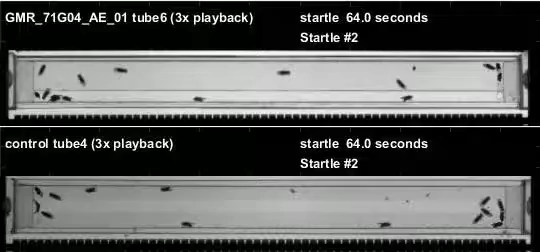 GMR_71G04_AE_01 tube6 (3x playback)
startle 64.0 seconds
Startle #2
control tube4 (3x playback)
startle 64.0 seconds
Startle #2